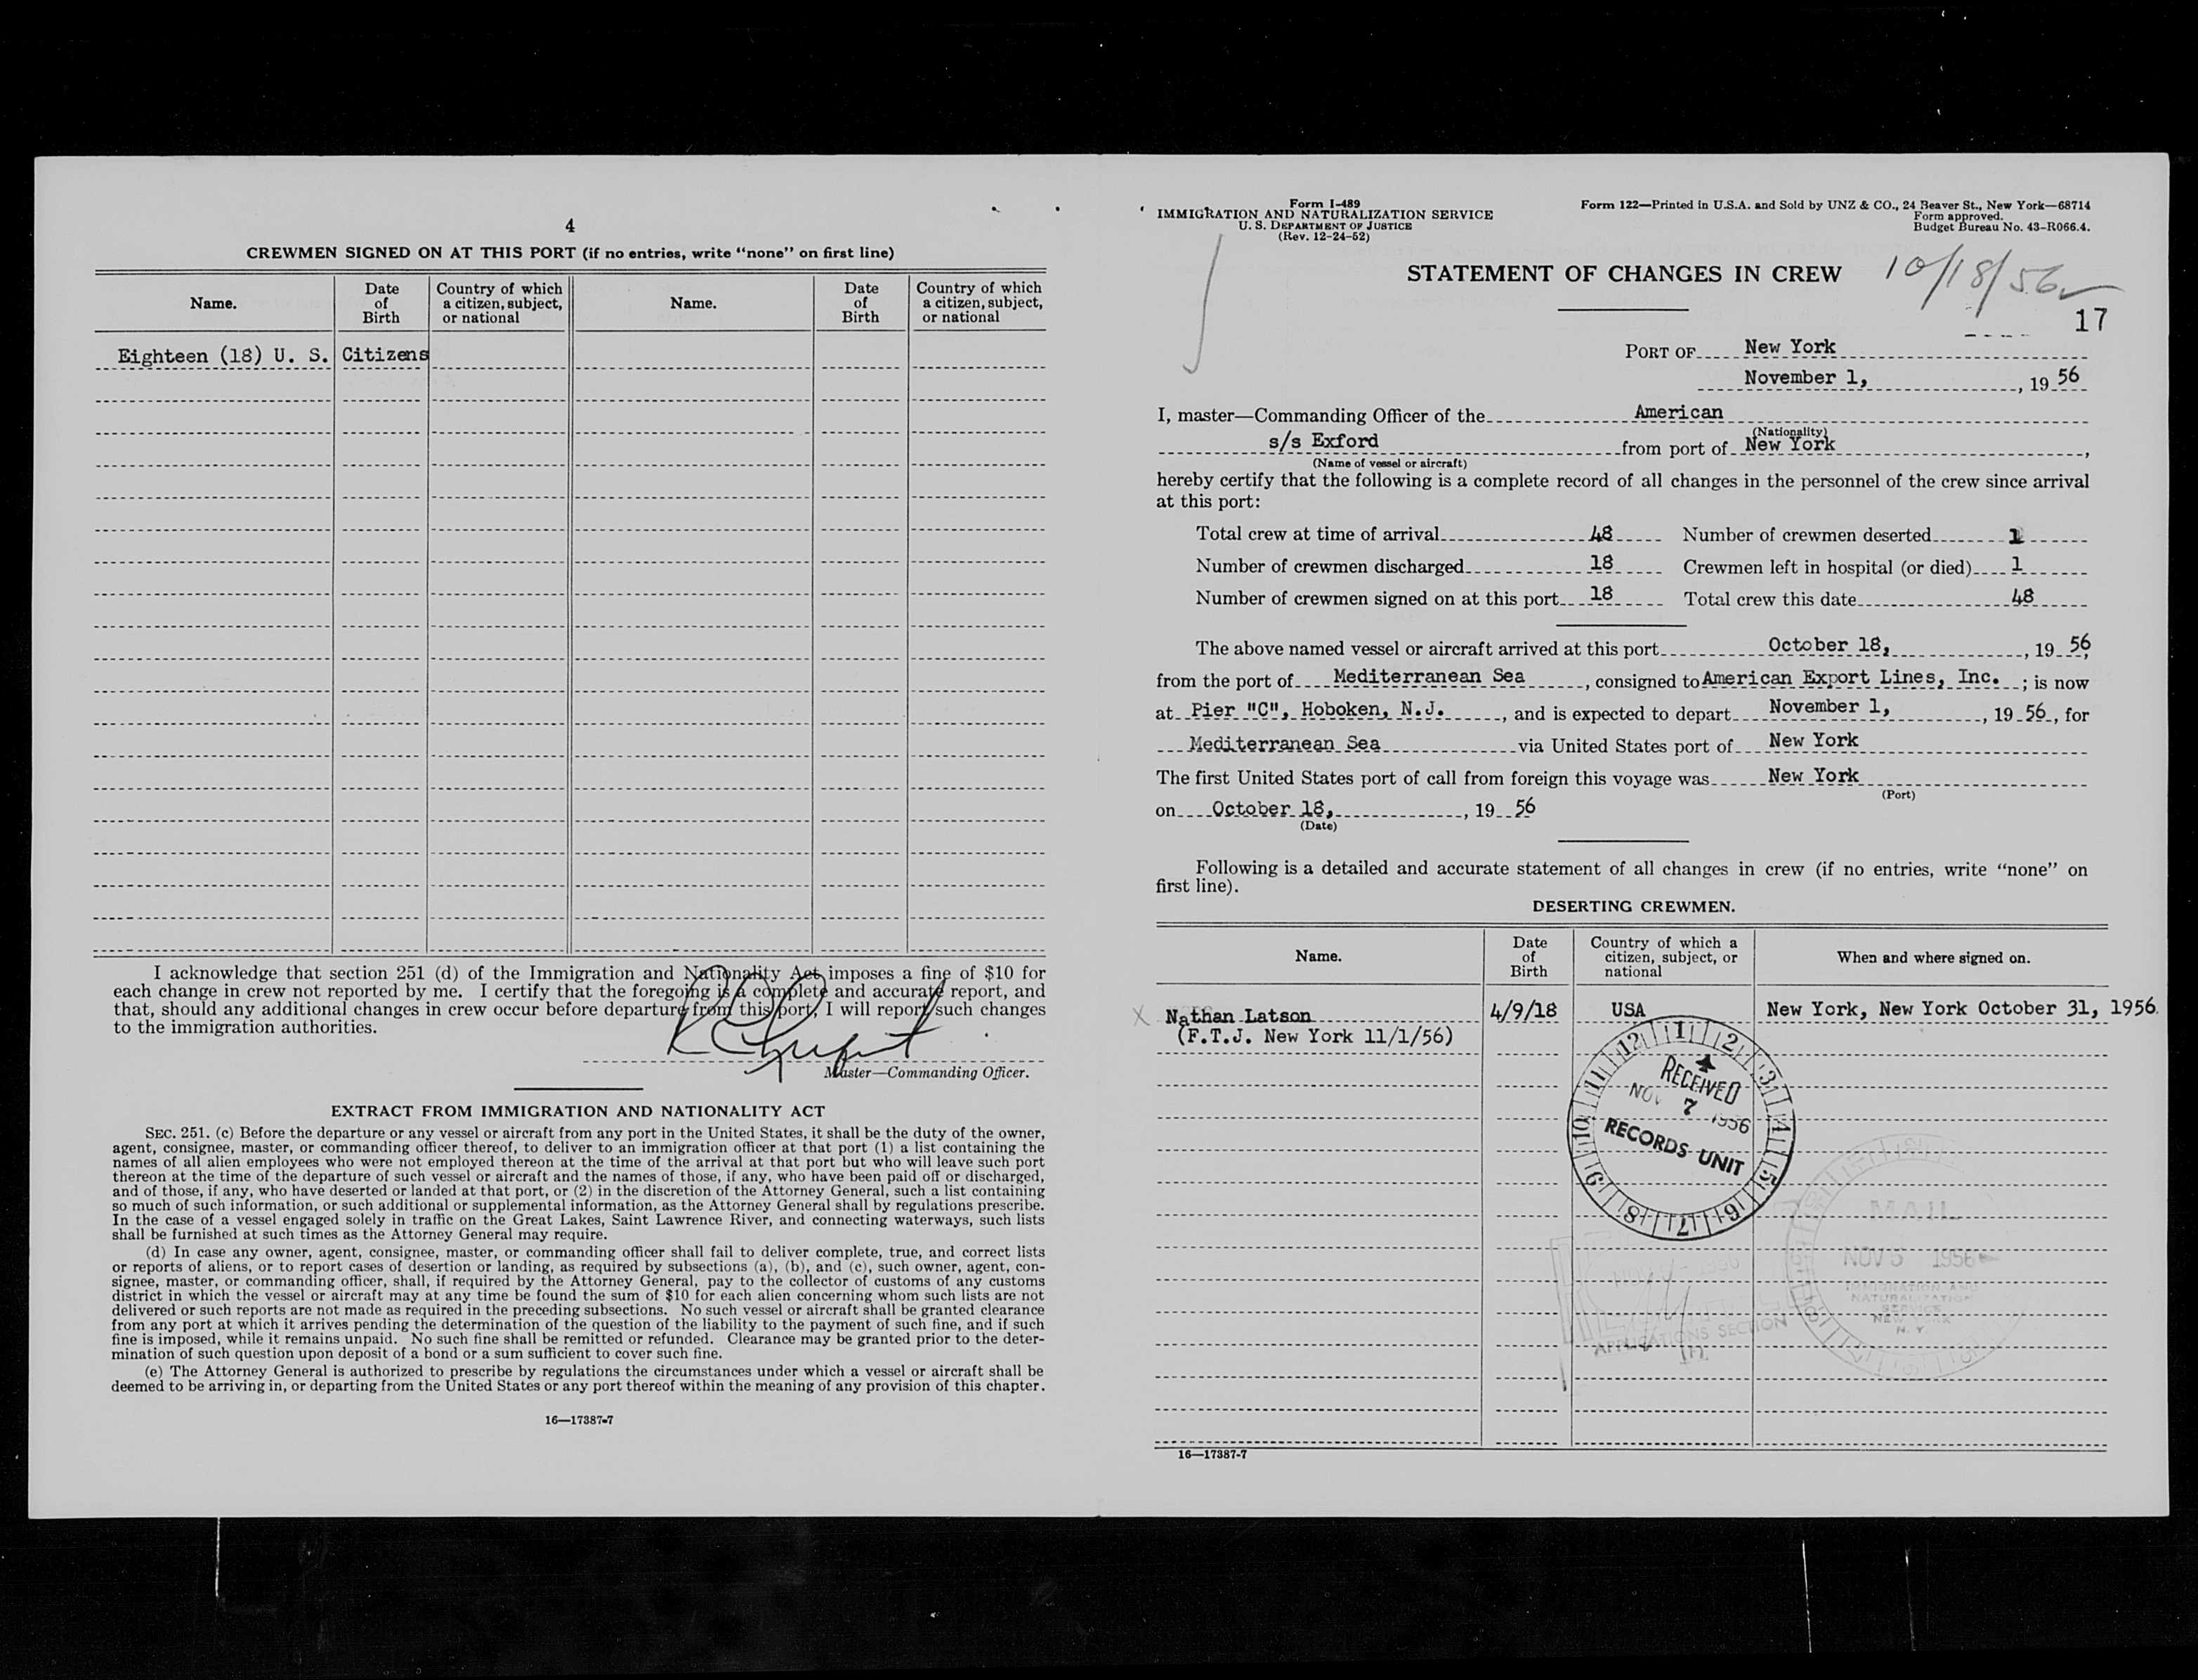 4
CREWMEN SIGNED ON AT THIS PORT (if no entries, write "none" on first line)
Name. Date of Birth Country of which a citizen, subject, or national Name. Date of Birth Country of which a citizen, subject, or national
Eighteen (18) U. S. Citizens
I acknowledge that section 251 (d) of the Immigration and Nationality Act imposes a fine of $10 for
each change in crew not reported by me. I certify that the foregoing is a complete and accurate report, and
that, should any additional changes in crew occur before departure from this port, I will report such changes
to the immigration authorities.
Master—Commanding Officer.
EXTRACT FROM IMMIGRATION AND NATIONALITY ACT
SEC. 251. (c) Before the departure or any vessel or aircraft from any port in the United States, it shall be the duty of the owner,
agent, consignee, master, or commanding officer thereof, to deliver to an immigration officer at that port (1) a list containing the
names of all alien employees who were not employed thereon at the time of the arrival at that port but who will leave such port
thereon at the time of the departure of such vessel or aircraft and the names of those, if any, who have been paid off or discharged,
and of those, if any, who have deserted or landed at that port, or (2) in the discretion of the Attorney General, such a list containing
so much of such information, or such additional or supplemental information, as the Attorney General shall by regulations prescribe.
In the case of a vessel engaged solely in traffic on the Great Lakes, Saint Lawrence River, and connecting waterways, such lists
shall be furnished at such times as the Attorney General may require.
(d) In case any owner, agent, consignee, master, or commanding officer shall fail to deliver complete, true, and correct lists
or reports of aliens, or to report cases of desertion or landing, as required by subsections (a), (b), and (c), such owner, agent, con-
signee, master, or commanding officer, shall, if required by the Attorney General, pay to the collector of customs of any customs
district in which the vessel or aircraft may at any time be found the sum of $10 for each alien concerning whom such lists are not
delivered or such reports are not made as required in the preceding subsections. No such vessel or aircraft shall be granted clearance
from any port at which it arrives pending the determination of the question of the liability to the payment of such fine, and if such
fine is imposed, while it remains unpaid. No such fine shall be remitted or refunded. Clearance may be granted prior to the deter-
mination of such question upon deposit of a bond or a sum sufficient to cover such fine.
(e) The Attorney General is authorized to prescribe by regulations the circumstances under which a vessel or aircraft shall be
deemed to be arriving in, or departing from the United States or any port thereof within the meaning of any provision of this chapter.
16—17387-7
Form I-489
IMMIGRATION AND NATURALIZATION SERVICE
U. S. DEPARTMENT OF JUSTICE
(Rev. 12-24-52)
Form 122—Printed in U.S.A. and Sold by UNZ & CO., 24 Beaver St., New York—68714
Form approved.
Budget Bureau No. 43-R066.4.
STATEMENT OF CHANGES IN CREW
10/18/56
17
PORT OF New York
November 1, , 19 56
I, master—Commanding Officer of the American
(Nationality)
s/s Exford from port of New York ,
(Name of vessel or aircraft)
hereby certify that the following is a complete record of all changes in the personnel of the crew since arrival
at this port:
Total crew at time of arrival 48 Number of crewmen deserted 1
Number of crewmen discharged 18 Crewmen left in hospital (or died) 1
Number of crewmen signed on at this port 18 Total crew this date 48
The above named vessel or aircraft arrived at this port October 18, , 19 56,
from the port of Mediterranean Sea , consigned to American Export Lines, Inc. ; is now
at Pier "C", Hoboken, N.J. , and is expected to depart November 1, , 19 56 , for
Mediterranean Sea via United States port of New York
The first United States port of call from foreign this voyage was New York
(Port)
on October 18, , 19 56
(Date)
Following is a detailed and accurate statement of all changes in crew (if no entries, write "none" on
first line).
DESERTING CREWMEN.
Name. Date of Birth Country of which a citizen, subject, or national When and where signed on.
X Nathan Latson 4/9/18 USA New York, New York October 31, 1956.
(F.T.J. New York 11/1/56)
12 1 2 3 4 5 6 7 8 9 10 11
RECEIVED
NOV 7 1956
RECORDS UNIT
MAIL
NOV 5 1956
IMMIGRATION AND
NATURALIZATION
SERVICE
NEW YORK
N. Y.
APPLICATIONS SECTION
16—17387-7